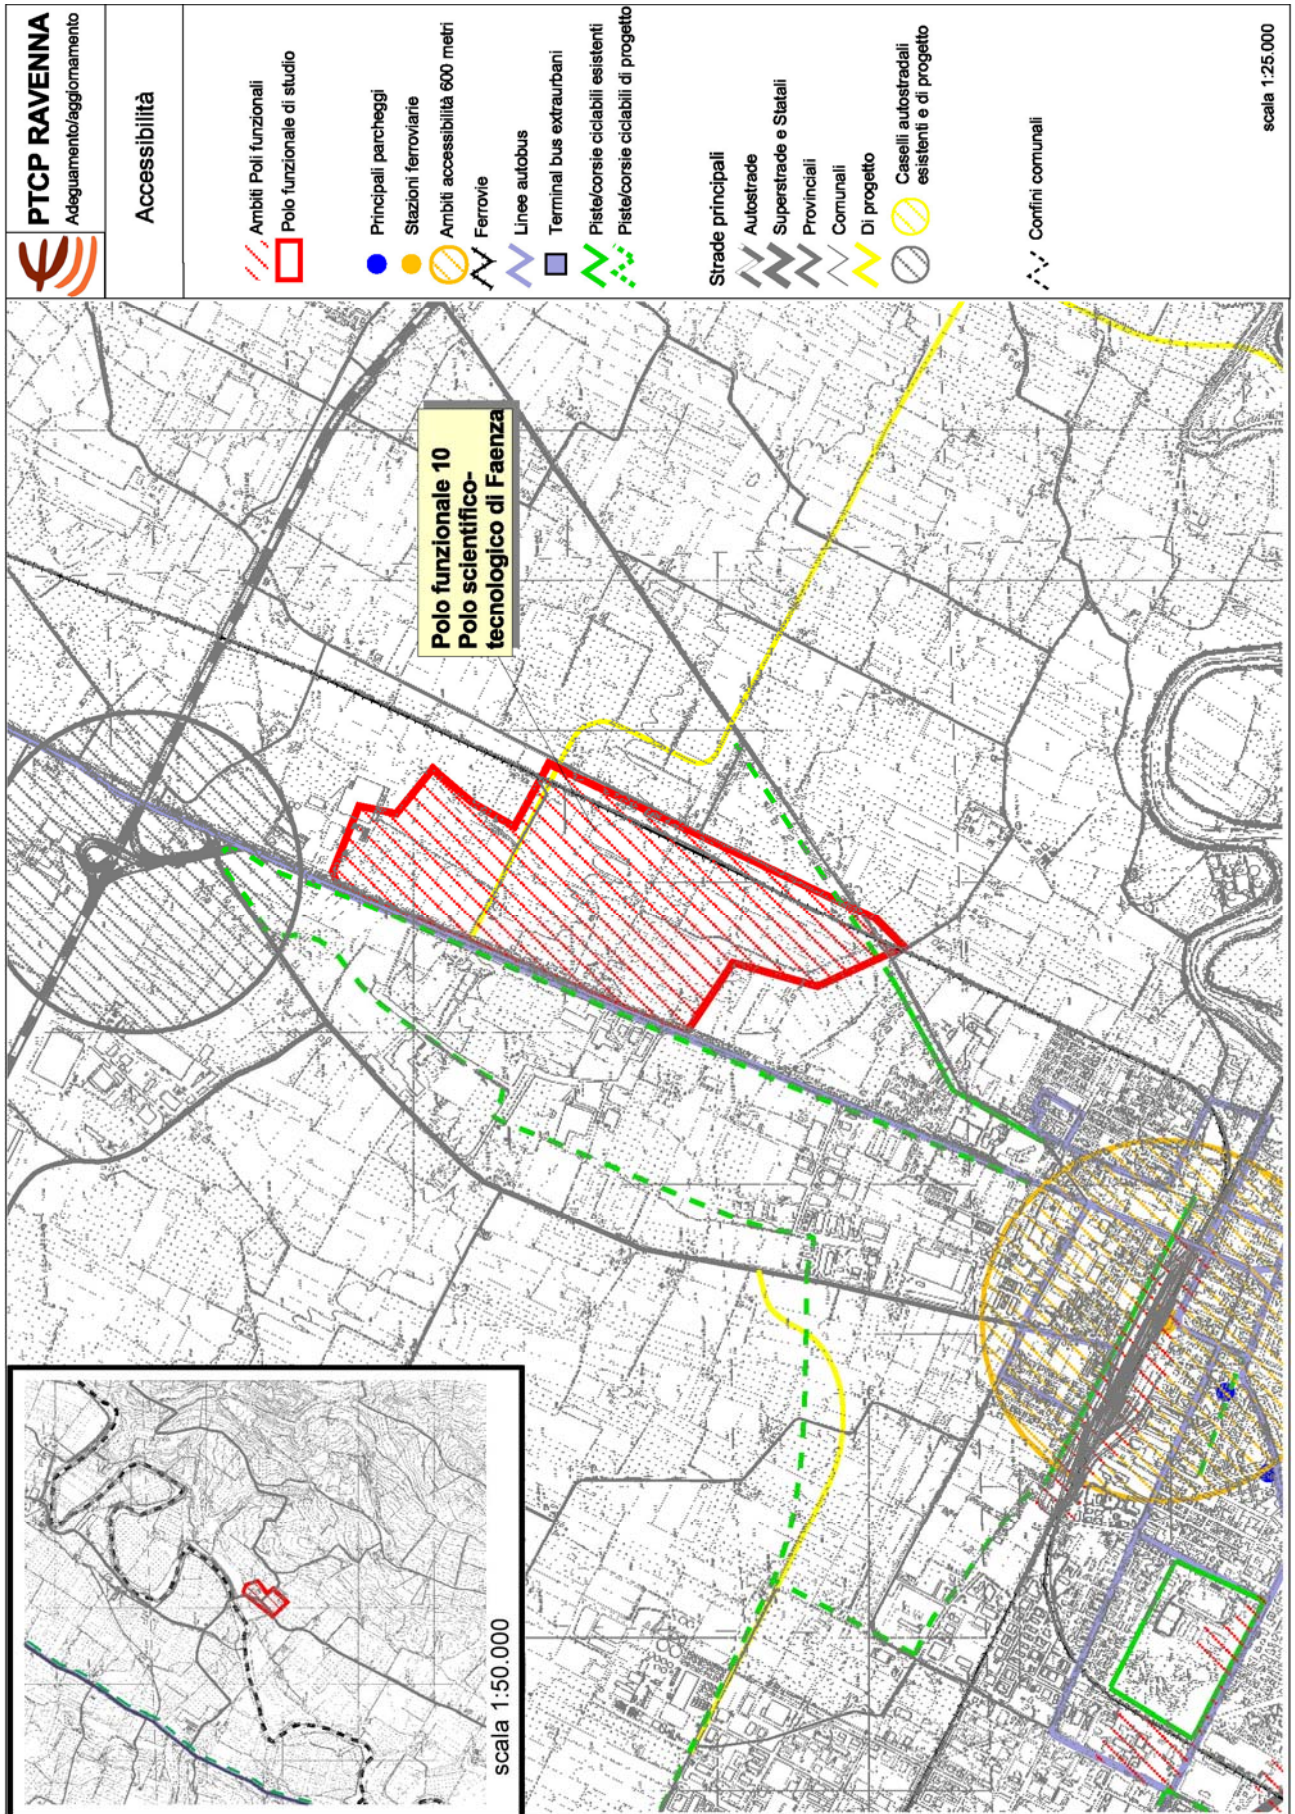 PTCP RAVENNA
Adeguamento/aggiornamento
Accessibilità
Ambiti Poli funzionali
Polo funzionale di studio
Principali parcheggi
Stazioni ferroviarie
Ambiti accessibilità 600 metri
Ferrovie
Linee autobus
Terminal bus extraurbani
Piste/corsie ciclabili esistenti
Piste/corsie ciclabili di progetto
Strade principali
Autostrade
Superstrade e Statali
Provinciali
Comunali
Di progetto
Caselli autostradali
esistenti e di progetto
Confini comunali
scala 1:25.000
Polo funzionale 10
Polo scientifico-
tecnologico di Faenza
scala 1:50.000